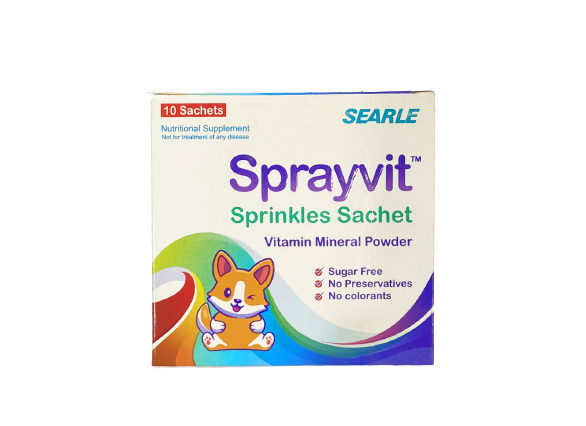 10 Sachets
SEARLE
Nutritional Supplement
Not for treatment of any disease
Sprayvit™
Sprinkles Sachet
Vitamin Mineral Powder
Sugar Free
No Preservatives
No colorants